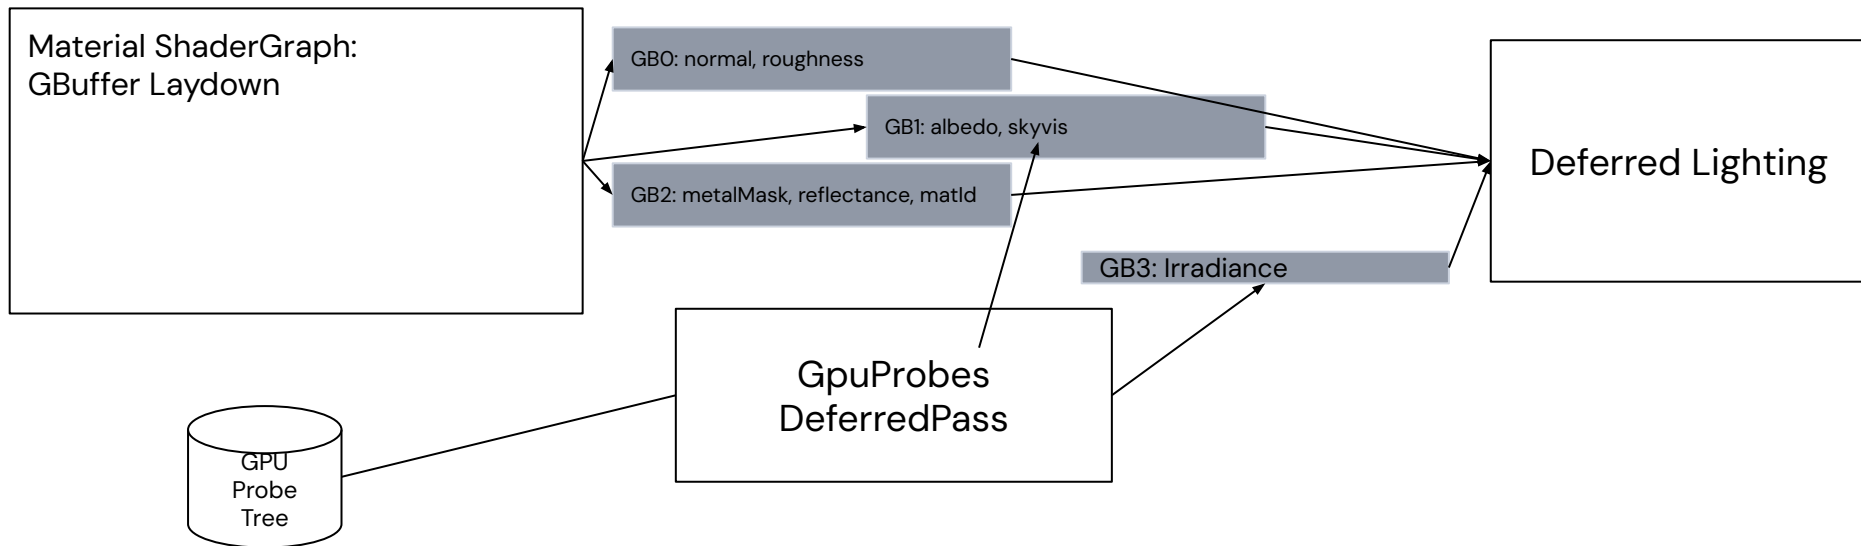 Material ShaderGraph:
GBuffer Laydown
GB0: normal, roughness
GB1: albedo, skyvis
GB2: metalMask, reflectance, matId
Deferred Lighting
GB3: Irradiance
GpuProbes
DeferredPass
GPU
Probe
Tree